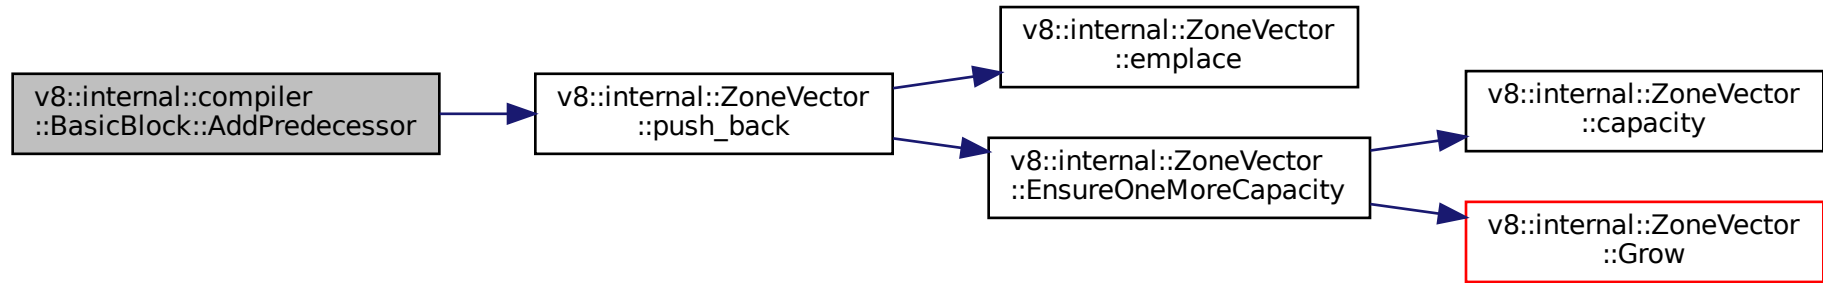 v8::internal::compiler
::BasicBlock::AddPredecessor
v8::internal::ZoneVector
::push_back
v8::internal::ZoneVector
::emplace
v8::internal::ZoneVector
::EnsureOneMoreCapacity
v8::internal::ZoneVector
::capacity
v8::internal::ZoneVector
::Grow